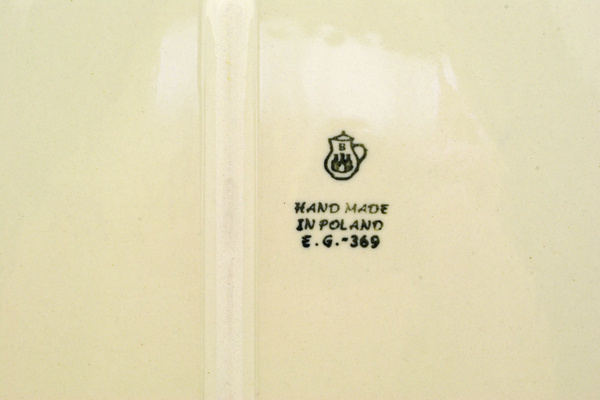 B
HAND MADE
IN POLAND
E.G.-369